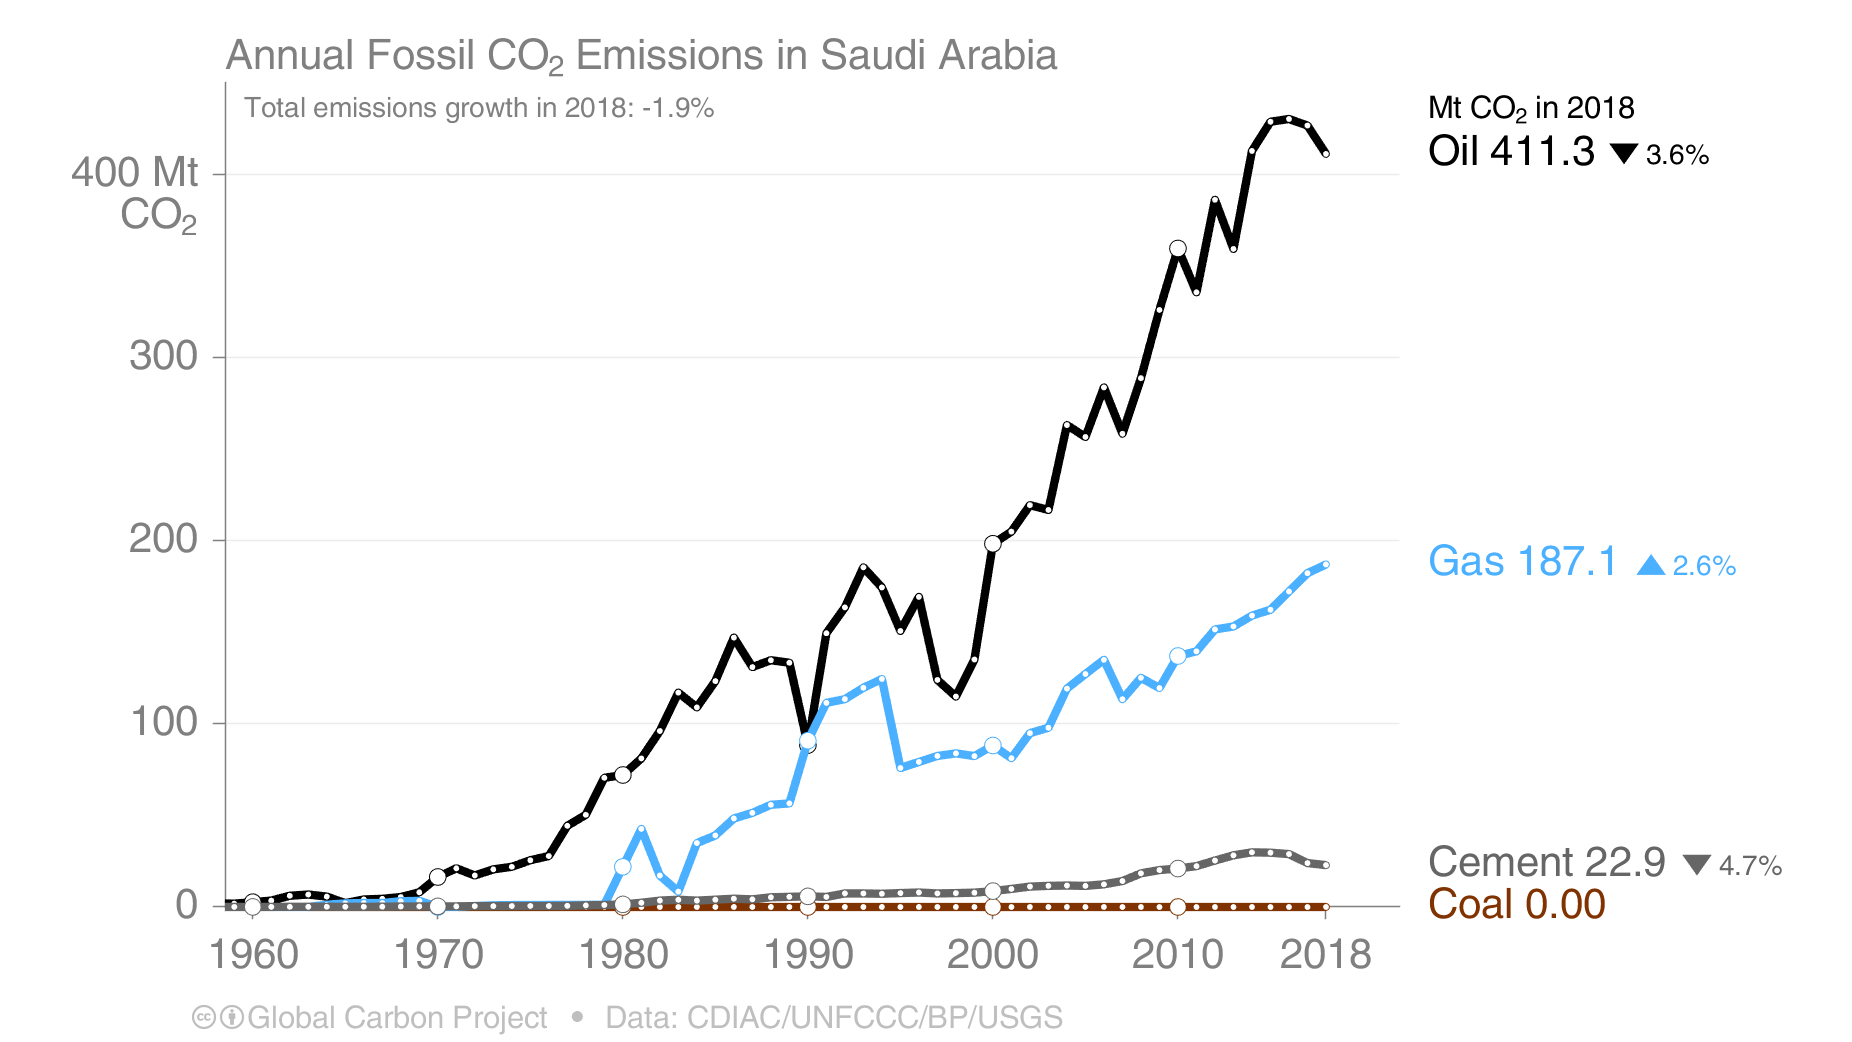 Annual Fossil CO₂ Emissions in Saudi Arabia
Total emissions growth in 2018: -1.9%
Mt CO₂ in 2018
Oil 411.3 ▼ 3.6%
400 Mt
CO₂
300
200
Gas 187.1 ▲ 2.6%
100
Cement 22.9 ▼ 4.7%
0
Coal 0.00
1960 1970 1980 1990 2000 2010 2018
cc Global Carbon Project • Data: CDIAC/UNFCCC/BP/USGS